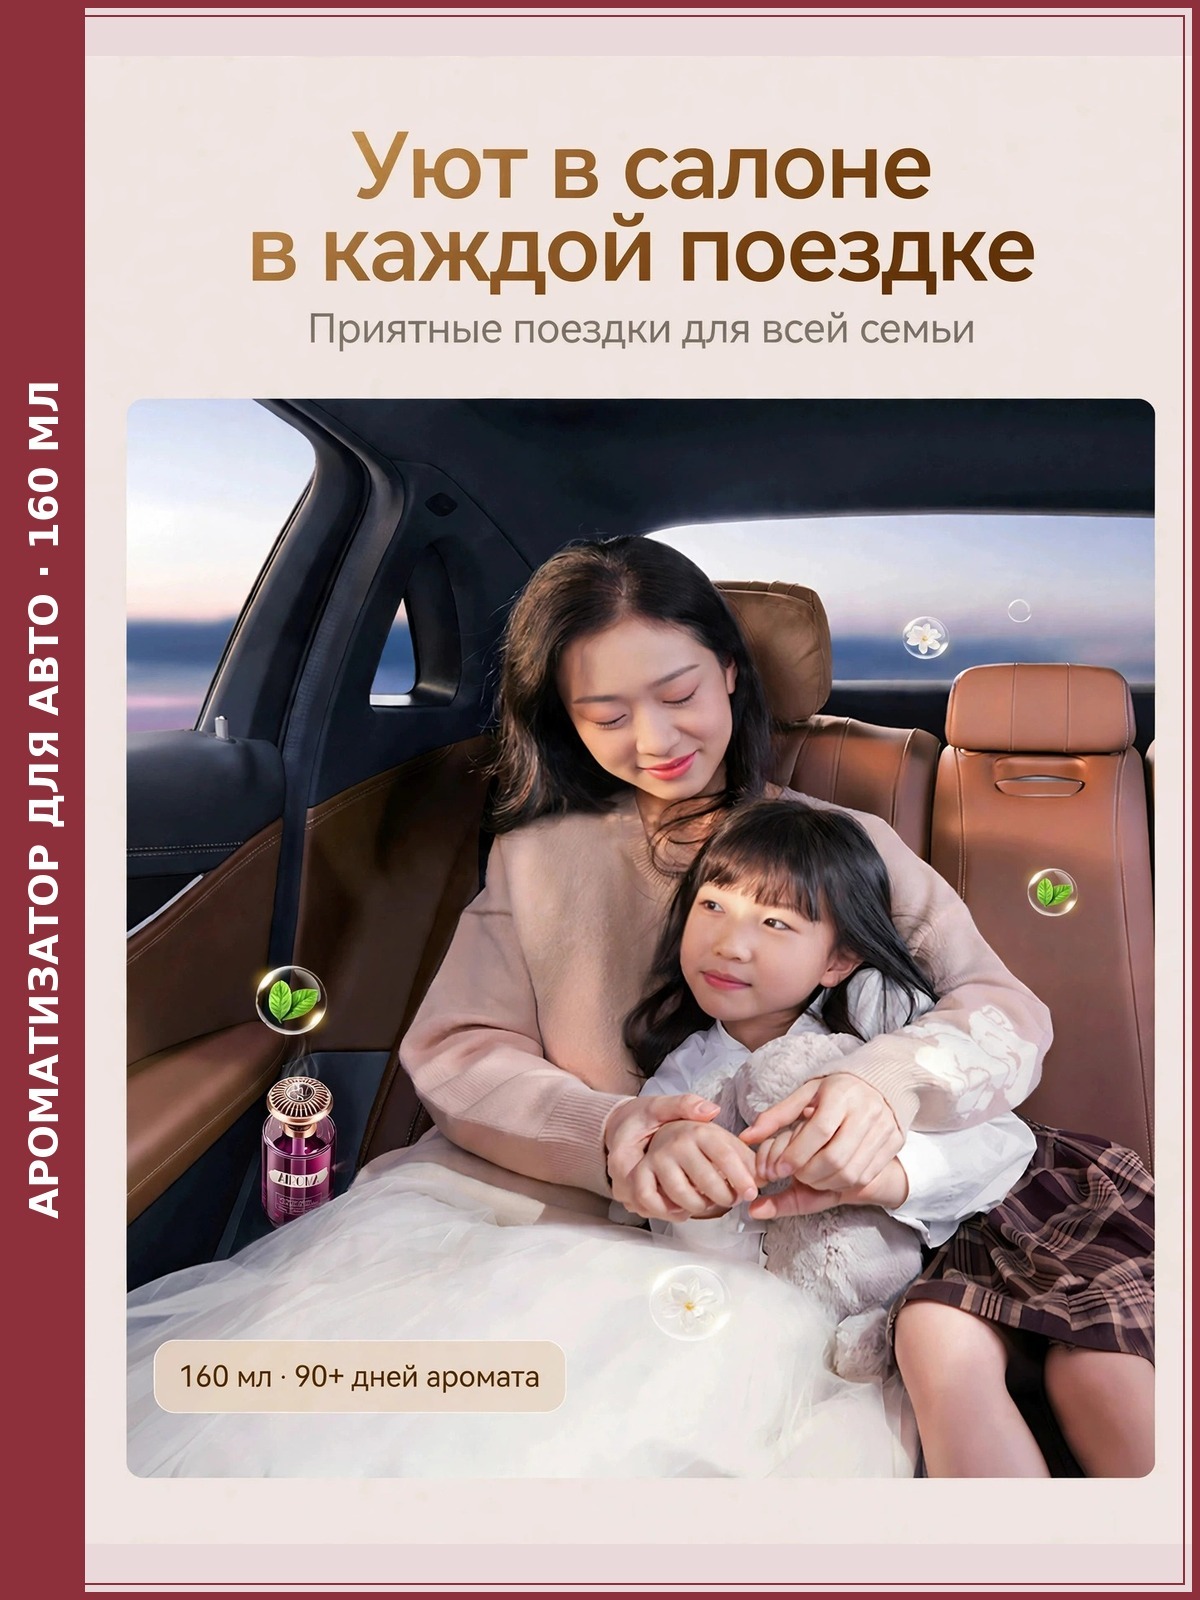 АРОМАТИЗАТОР ДЛЯ АВТО · 160 МЛ
Уют в салоне
в каждой поездке
Приятные поездки для всей семьи
AROMA
160 мл · 90+ дней аромата